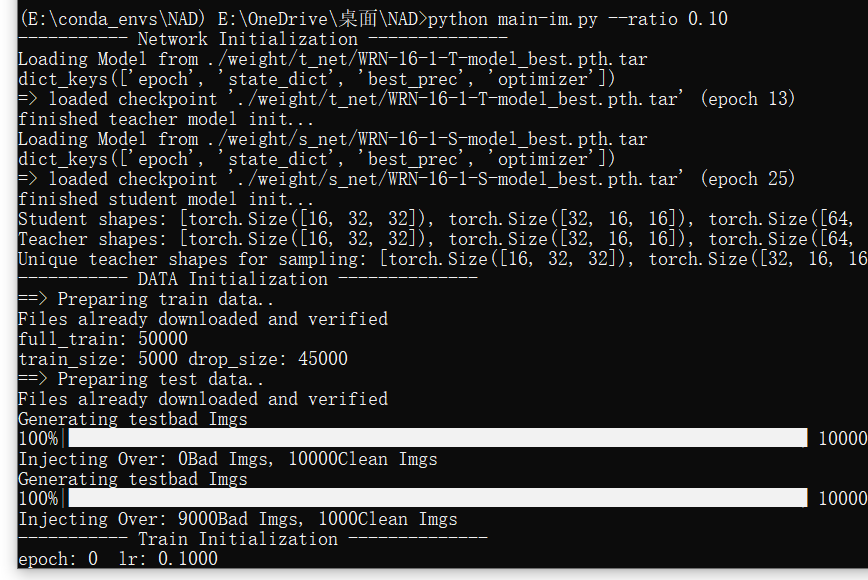 (E:\conda_envs\NAD) E:\OneDrive\桌面\NAD>python main-im.py --ratio 0.10
----------- Network Initialization --------------
Loading Model from ./weight/t_net/WRN-16-1-T-model_best.pth.tar
dict_keys(['epoch', 'state_dict', 'best_prec', 'optimizer'])
=> loaded checkpoint './weight/t_net/WRN-16-1-T-model_best.pth.tar' (epoch 13)
finished teacher model init...
Loading Model from ./weight/s_net/WRN-16-1-S-model_best.pth.tar
dict_keys(['epoch', 'state_dict', 'best_prec', 'optimizer'])
=> loaded checkpoint './weight/s_net/WRN-16-1-S-model_best.pth.tar' (epoch 25)
finished student model init...
Student shapes: [torch.Size([16, 32, 32]), torch.Size([32, 16, 16]), torch.Size([64,
Teacher shapes: [torch.Size([16, 32, 32]), torch.Size([32, 16, 16]), torch.Size([64,
Unique teacher shapes for sampling: [torch.Size([16, 32, 32]), torch.Size([32, 16, 16
----------- DATA Initialization --------------
==> Preparing train data..
Files already downloaded and verified
full_train: 50000
train_size: 5000 drop_size: 45000
==> Preparing test data..
Files already downloaded and verified
Generating testbad Imgs
100%| 10000
Injecting Over: 0Bad Imgs, 10000Clean Imgs
Generating testbad Imgs
100%| 10000
Injecting Over: 9000Bad Imgs, 1000Clean Imgs
----------- Train Initialization --------------
epoch: 0  lr: 0.1000